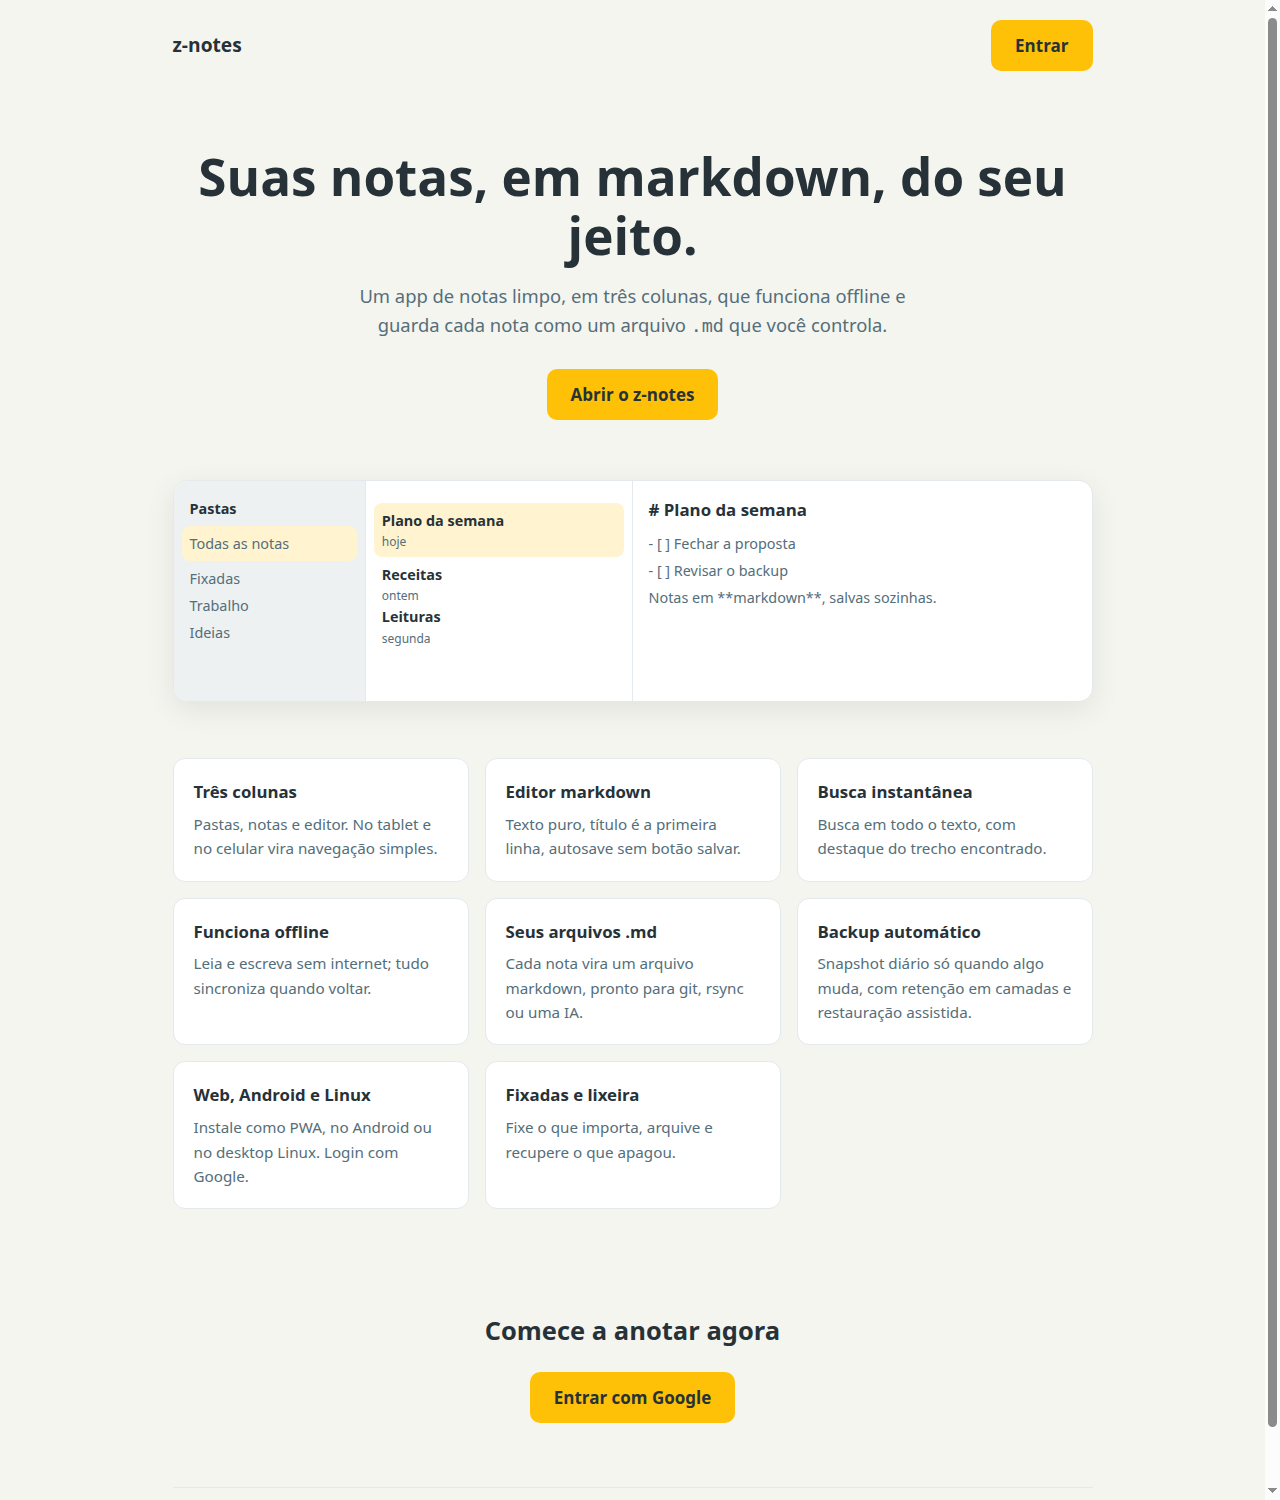 z-notes
Entrar
Suas notas, em markdown, do seu
jeito.
Um app de notas limpo, em três colunas, que funciona offline e
guarda cada nota como um arquivo .md que você controla.
Abrir o z-notes
Pastas
Todas as notas
Fixadas
Trabalho
Ideias
Plano da semana
hoje
Receitas
ontem
Leituras
segunda
# Plano da semana
- [ ] Fechar a proposta
- [ ] Revisar o backup
Notas em **markdown**, salvas sozinhas.
Três colunas
Pastas, notas e editor. No tablet e
no celular vira navegação simples.
Editor markdown
Texto puro, título é a primeira
linha, autosave sem botão salvar.
Busca instantânea
Busca em todo o texto, com
destaque do trecho encontrado.
Funciona offline
Leia e escreva sem internet; tudo
sincroniza quando voltar.
Seus arquivos .md
Cada nota vira um arquivo
markdown, pronto para git, rsync
ou uma IA.
Backup automático
Snapshot diário só quando algo
muda, com retenção em camadas e
restauração assistida.
Web, Android e Linux
Instale como PWA, no Android ou
no desktop Linux. Login com
Google.
Fixadas e lixeira
Fixe o que importa, arquive e
recupere o que apagou.
Comece a anotar agora
Entrar com Google